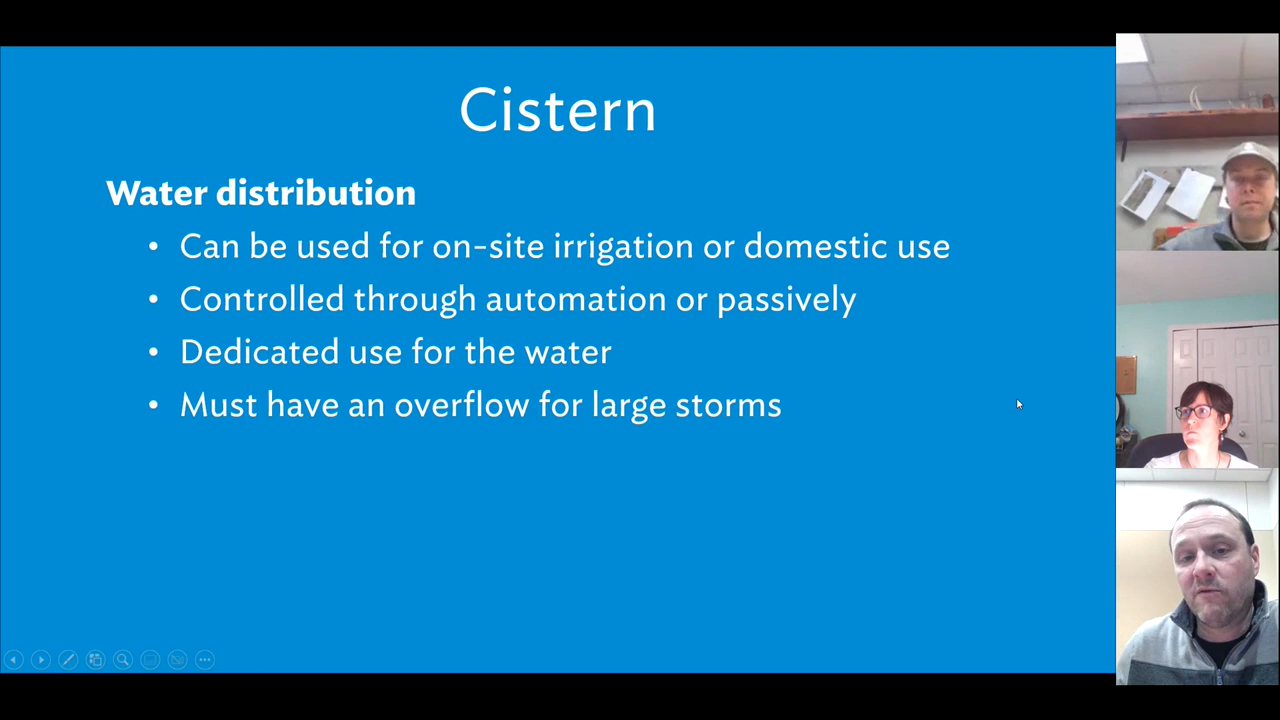 Cistern
Water distribution
• Can be used for on-site irrigation or domestic use
• Controlled through automation or passively
• Dedicated use for the water
• Must have an overflow for large storms